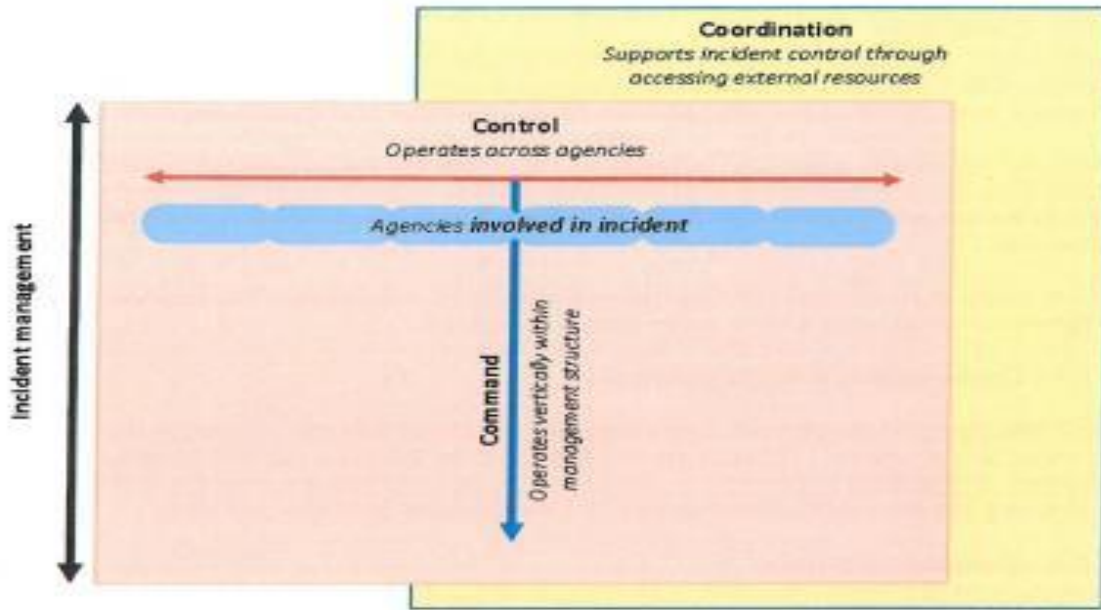 Coordination
Supports incident control through
accessing external resources
Control
Operates across agencies
Agencies involved in incident
Incident management
Command
Operates vertically within
management structure